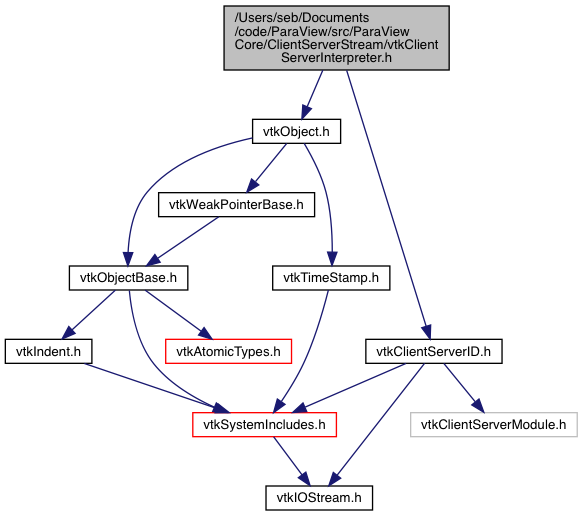 /Users/seb/Documents
/code/ParaView/src/ParaView
Core/ClientServerStream/vtkClient
ServerInterpreter.h
vtkObject.h
vtkWeakPointerBase.h
vtkObjectBase.h
vtkTimeStamp.h
vtkIndent.h
vtkAtomicTypes.h
vtkClientServerID.h
vtkSystemIncludes.h
vtkClientServerModule.h
vtkIOStream.h